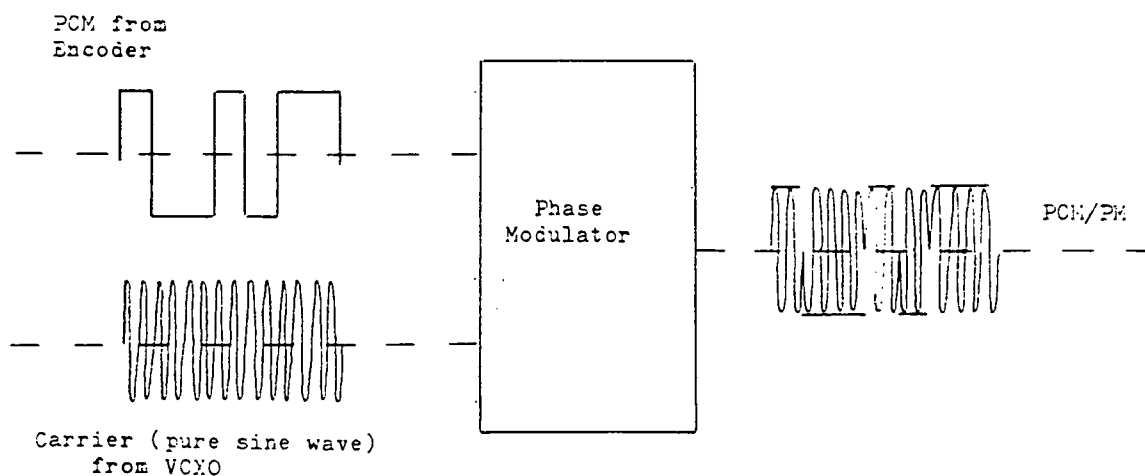 PCM from
Encoder
Phase
Modulator
PCM/PM
Carrier (pure sine wave)
from VCXO